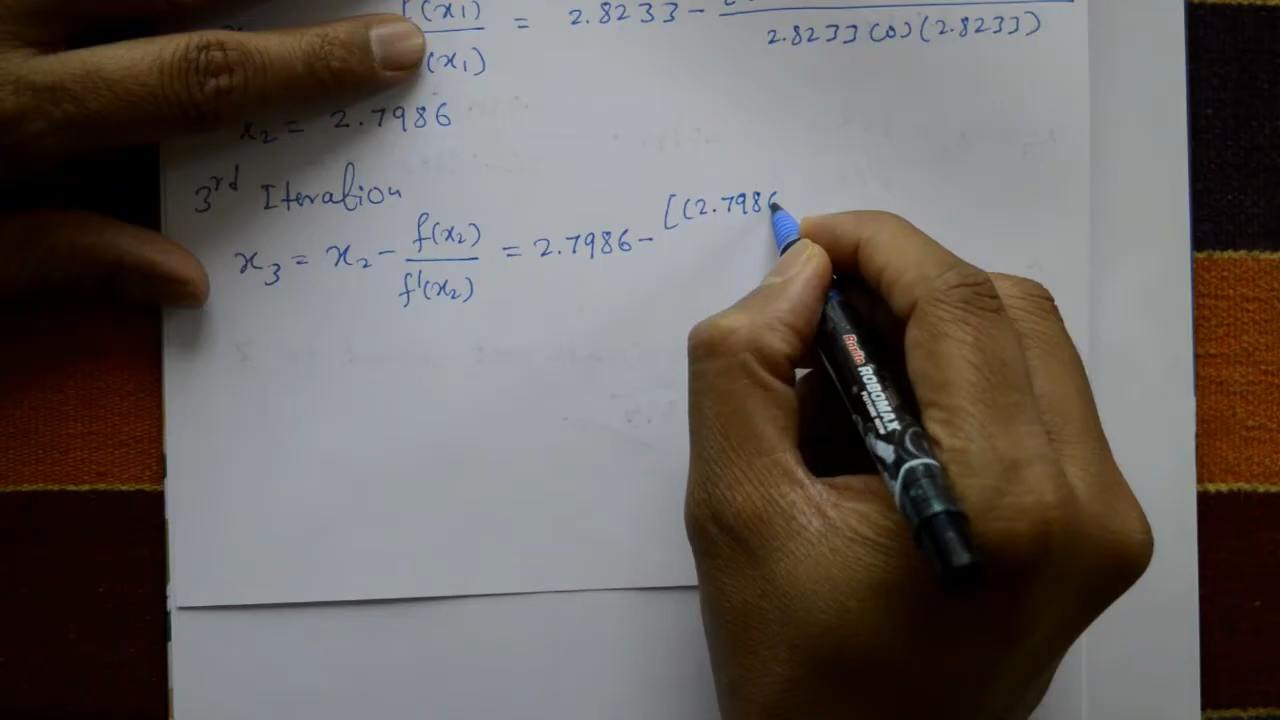 f(x₁) = 2.8233 -
(x₁) 2.8233 cos(2.8233)
x₂ = 2.7986
3rd Iteration
x₃ = x₂ - f(x₂)/f'(x₂) = 2.7986 - [(2.7986
ROBOMAX